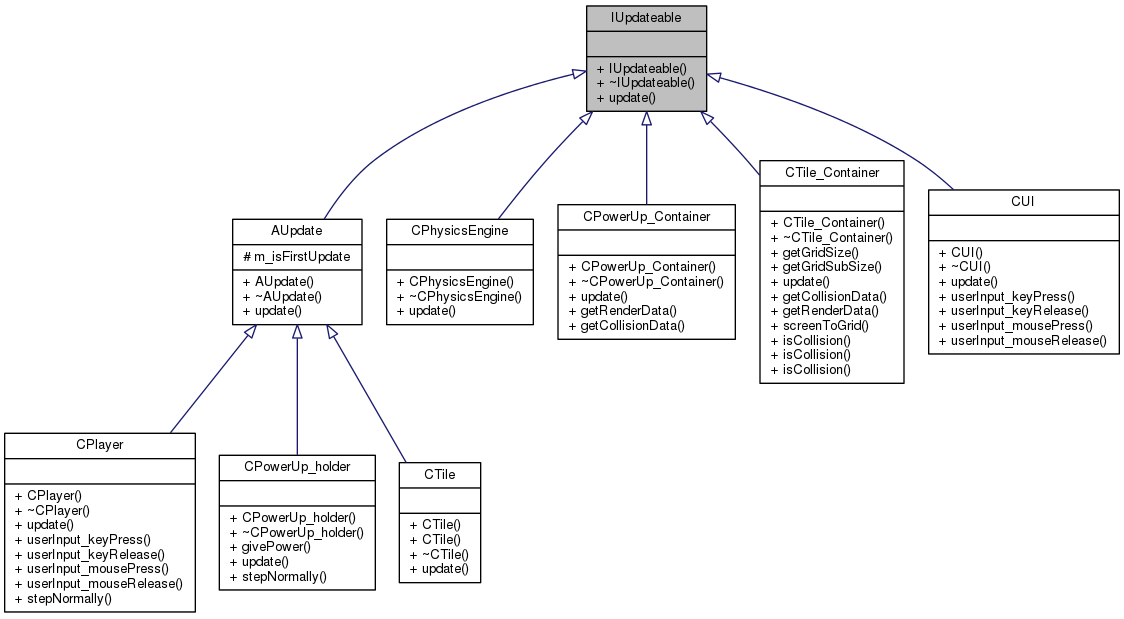 IUpdateable
+ IUpdateable()
+ ~IUpdateable()
+ update()
AUpdate
# m_isFirstUpdate
+ AUpdate()
+ ~AUpdate()
+ update()
CPhysicsEngine
+ CPhysicsEngine()
+ ~CPhysicsEngine()
+ update()
CPowerUp_Container
+ CPowerUp_Container()
+ ~CPowerUp_Container()
+ update()
+ getRenderData()
+ getCollisionData()
CTile_Container
+ CTile_Container()
+ ~CTile_Container()
+ getGridSize()
+ getGridSubSize()
+ update()
+ getCollisionData()
+ getRenderData()
+ screenToGrid()
+ isCollision()
+ isCollision()
+ isCollision()
CUI
+ CUI()
+ ~CUI()
+ update()
+ userInput_keyPress()
+ userInput_keyRelease()
+ userInput_mousePress()
+ userInput_mouseRelease()
CPlayer
+ CPlayer()
+ ~CPlayer()
+ update()
+ userInput_keyPress()
+ userInput_keyRelease()
+ userInput_mousePress()
+ userInput_mouseRelease()
+ stepNormally()
CPowerUp_holder
+ CPowerUp_holder()
+ ~CPowerUp_holder()
+ givePower()
+ update()
+ stepNormally()
CTile
+ CTile()
+ CTile()
+ ~CTile()
+ update()